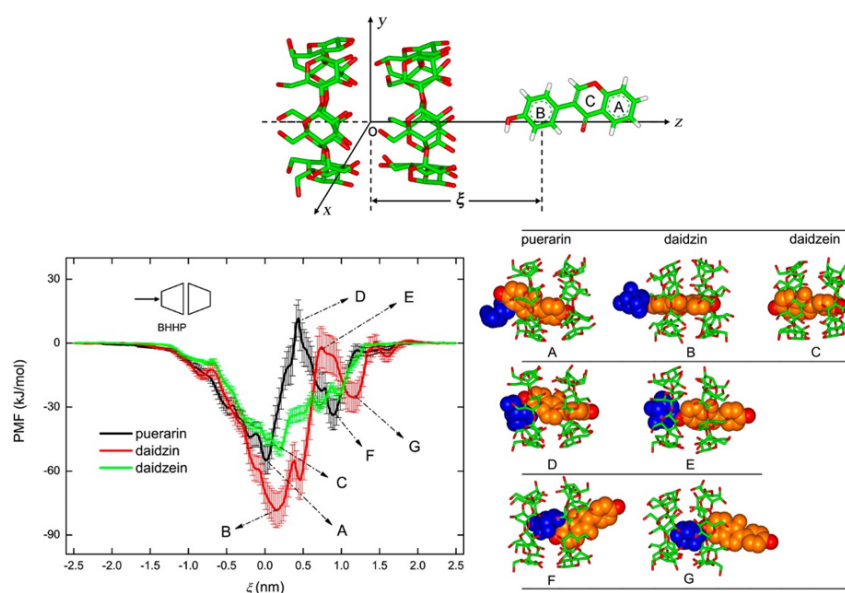 y
B
C
A
O
z
x
ξ
puerarin
daidzin
daidzein
A
B
C
D
E
F
G
30
0
-30
-60
-90
PMF (kJ/mol)
BHHP
puerarin
daidzin
daidzein
D
E
F
G
C
B
A
-2.5
-2.0
-1.5
-1.0
-0.5
0.0
0.5
1.0
1.5
2.0
2.5
ξ(nm)